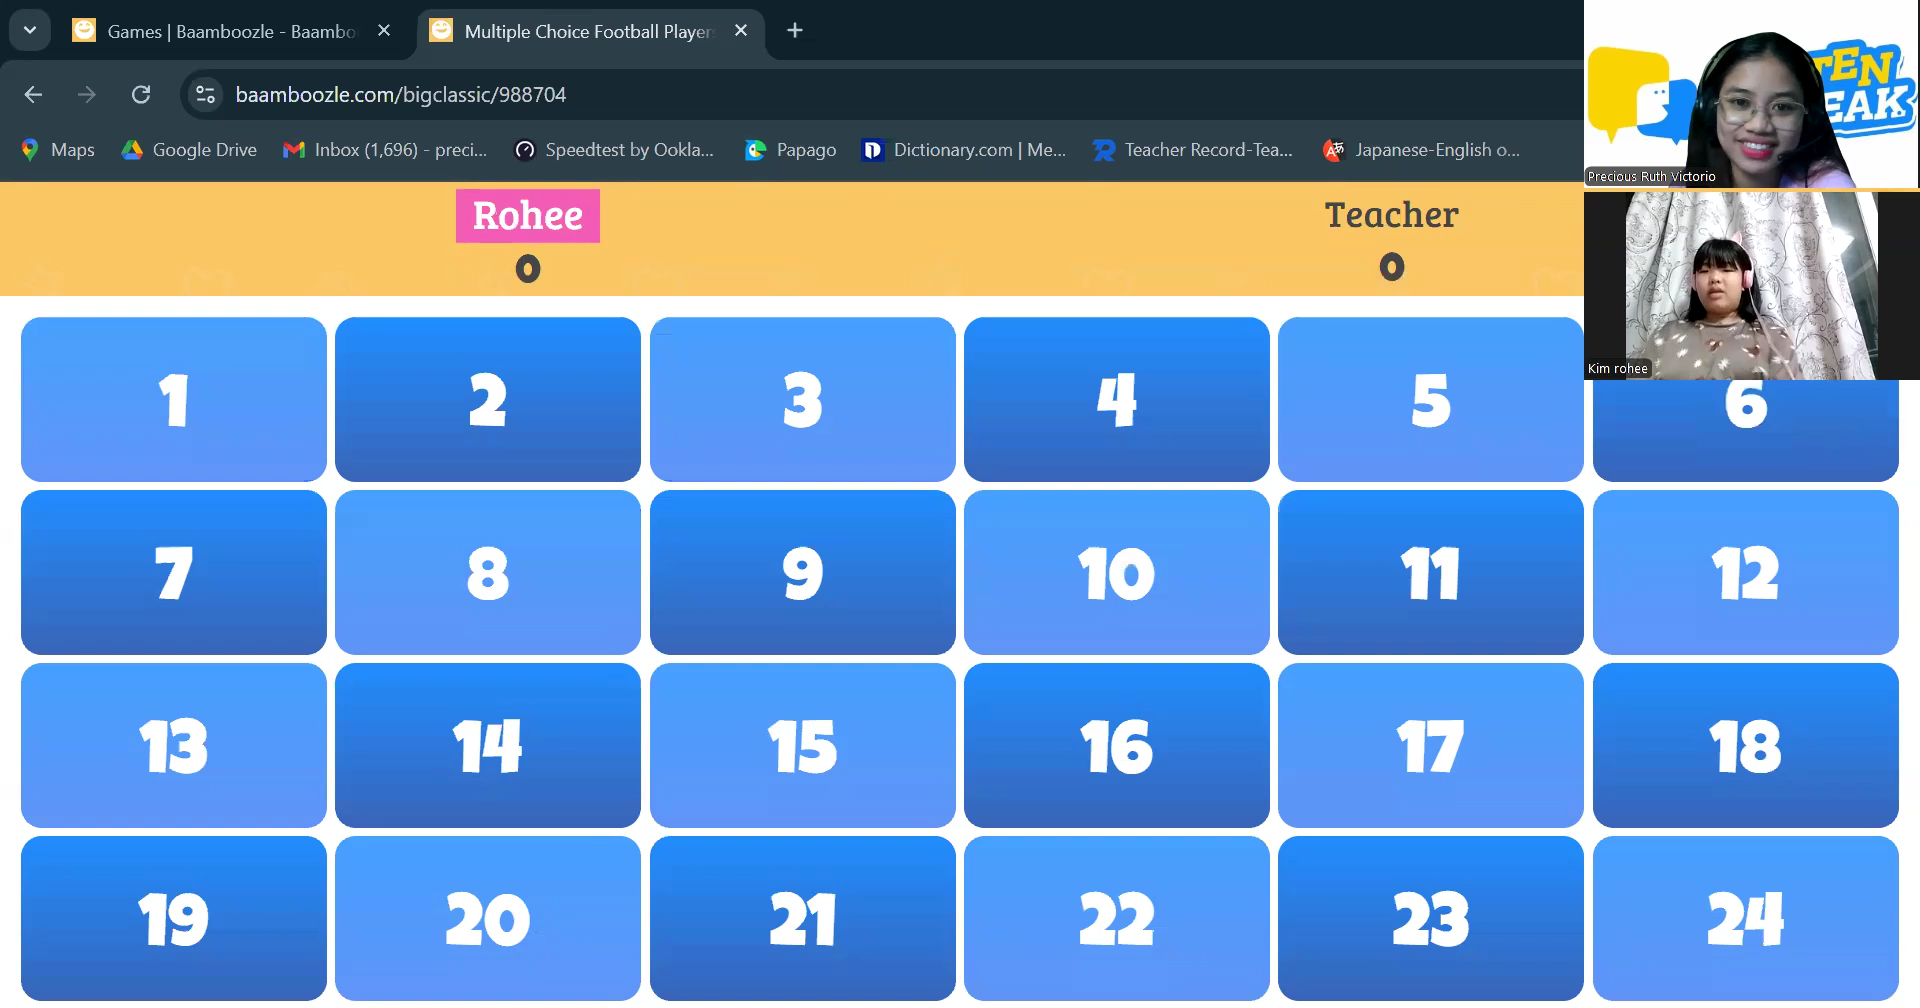 Games | Baamboozle - Baambo
Multiple Choice Football Player
baamboozle.com/bigclassic/988704
Maps
Google Drive
Inbox (1,696) - preci...
Speedtest by Ookla...
Papago
Dictionary.com | Me...
Teacher Record-Tea...
Japanese-English o...
TEN
EAK
Precious Ruth Victorio
Kim rohee
Rohee
0
Teacher
0
1 2 3 4 5 6
7 8 9 10 11 12
13 14 15 16 17 18
19 20 21 22 23 24